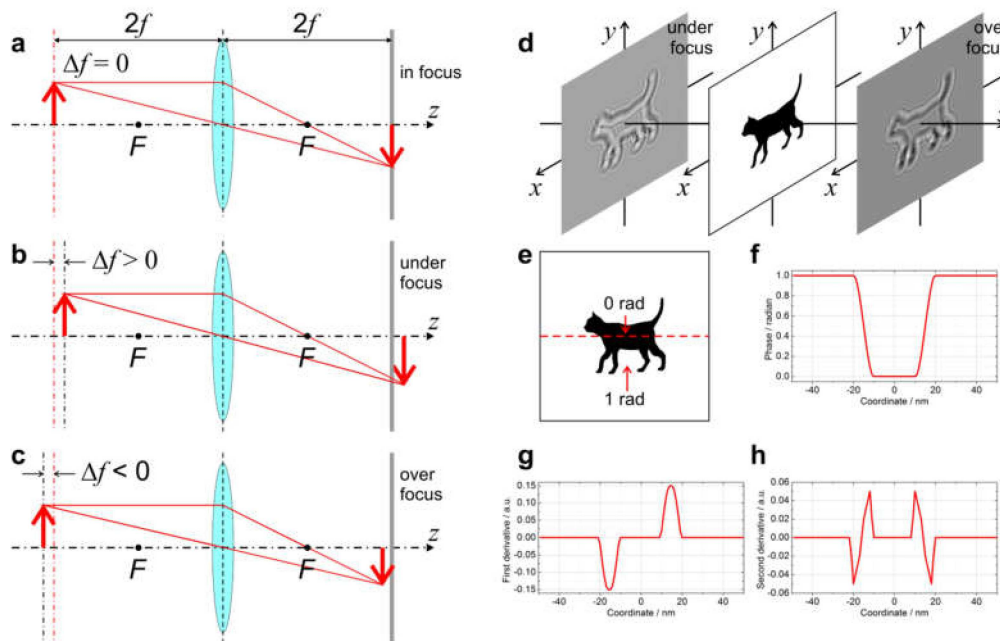 a
2f
2f
Δf = 0
in focus
z
F
F
b
Δf > 0
under
focus
z
F
F
c
Δf < 0
over
focus
z
F
F
d
y
under
focus
y
y
over
focus
x
x
x
e
0 rad
1 rad
f
Phase / radian
1.0
0.8
0.6
0.4
0.2
0.0
-40 -20 0 20 40
Coordinate / nm
g
First derivative / a.u.
0.15
0.10
0.05
0.00
-0.05
-0.10
-0.15
-40 -20 0 20 40
Coordinate / nm
h
Second derivative / a.u.
0.06
0.04
0.02
0.00
-0.02
-0.04
-0.06
-40 -20 0 20 40
Coordinate / nm